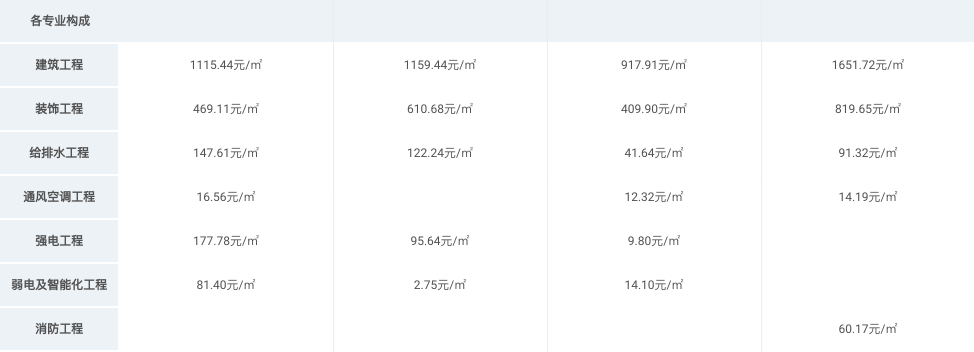 各专业构成
建筑工程 1115.44元/㎡ 1159.44元/㎡ 917.91元/㎡ 1651.72元/㎡
装饰工程 469.11元/㎡ 610.68元/㎡ 409.90元/㎡ 819.65元/㎡
给排水工程 147.61元/㎡ 122.24元/㎡ 41.64元/㎡ 91.32元/㎡
通风空调工程 16.56元/㎡ 12.32元/㎡ 14.19元/㎡
强电工程 177.78元/㎡ 95.64元/㎡ 9.80元/㎡
弱电及智能化工程 81.40元/㎡ 2.75元/㎡ 14.10元/㎡
消防工程 60.17元/㎡